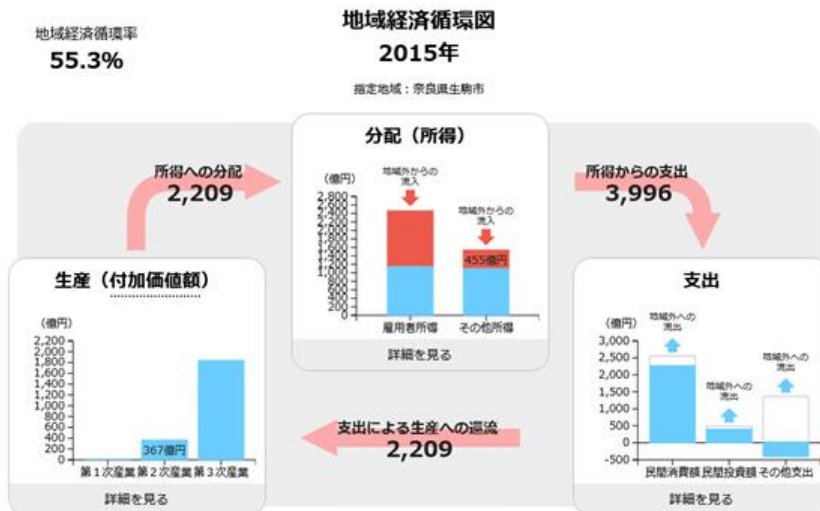 地域経済循環図
2015年
指定地域：奈良県生駒市
地域経済循環率
55.3%
所得への分配
2,209
分配（所得）
（億円）
地域外からの
流入
地域外からの
流入
2,800
2,600
2,400
2,200
2,000
1,800
1,600
1,400
1,200
1,000
800
600
400
200
0
455億円
雇用者所得 その他所得
詳細を見る
所得からの支出
3,996
生産（付加価値額）
（億円）
2,200
2,000
1,800
1,600
1,400
1,200
1,000
800
600
400
200
0
367億円
第１次産業 第２次産業 第３次産業
詳細を見る
支出
（億円）
地域外への
流出
地域外への
流出
地域外への
流出
3,000
2,500
2,000
1,500
1,000
500
0
-500
民間消費額 民間投資額 その他支出
詳細を見る
支出による生産への還流
2,209